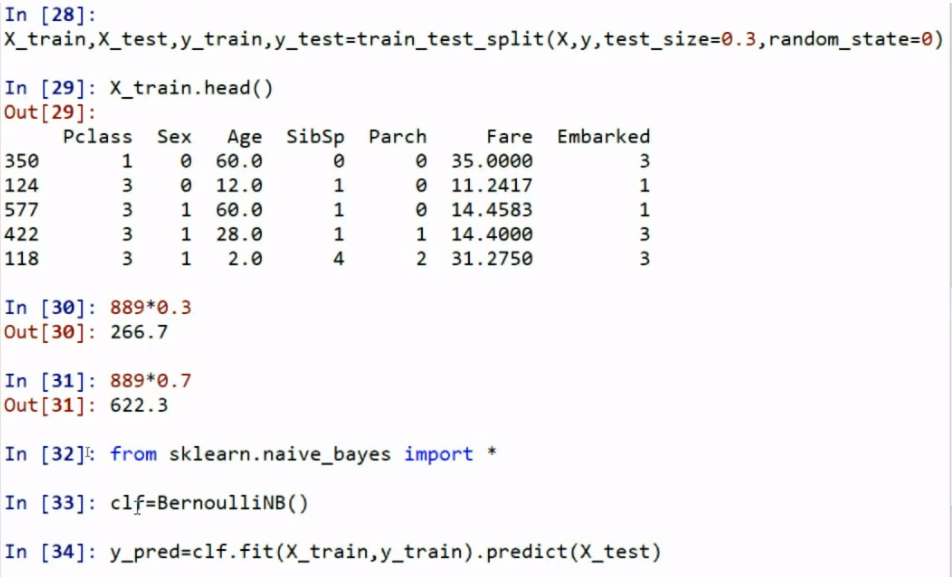 In [28]:
X_train,X_test,y_train,y_test=train_test_split(X,y,test_size=0.3,random_state=0)
In [29]: X_train.head()
Out[29]:
Pclass Sex Age SibSp Parch Fare Embarked
350 1 0 60.0 0 0 35.0000 3
124 3 0 12.0 1 0 11.2417 1
577 3 1 60.0 1 0 14.4583 1
422 3 1 28.0 1 1 14.4000 3
118 3 1 2.0 4 2 31.2750 3
In [30]: 889*0.3
Out[30]: 266.7
In [31]: 889*0.7
Out[31]: 622.3
In [32]: from sklearn.naive_bayes import *
In [33]: clf=BernoulliNB()
In [34]: y_pred=clf.fit(X_train,y_train).predict(X_test)